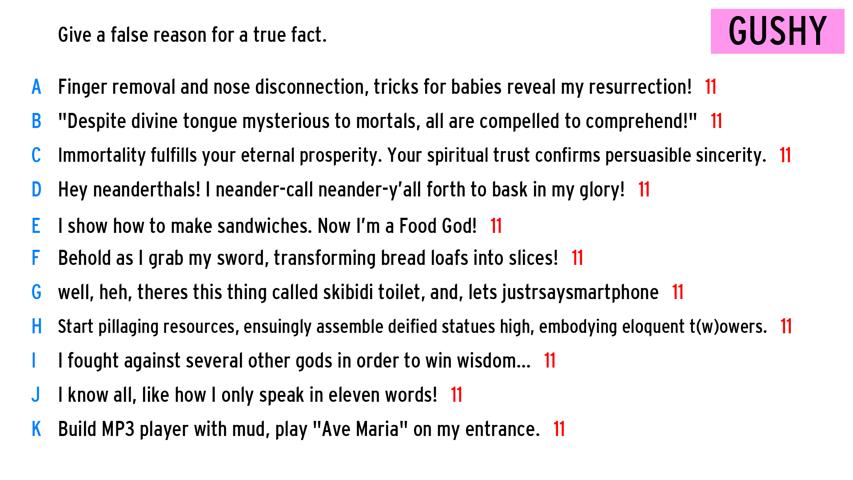 Give a false reason for a true fact.
GUSHY
A Finger removal and nose disconnection, tricks for babies reveal my resurrection! 11
B "Despite divine tongue mysterious to mortals, all are compelled to comprehend!" 11
C Immortality fulfills your eternal prosperity. Your spiritual trust confirms persuasible sincerity. 11
D Hey neanderthals! I neander-call neander-y'all forth to bask in my glory! 11
E I show how to make sandwiches. Now I'm a Food God! 11
F Behold as I grab my sword, transforming bread loafs into slices! 11
G well, heh, theres this thing called skibidi toilet, and, lets justrsaysmartphone 11
H Start pillaging resources, ensuingly assemble deified statues high, embodying eloquent t(w)owers. 11
I I fought against several other gods in order to win wisdom... 11
J I know all, like how I only speak in eleven words! 11
K Build MP3 player with mud, play "Ave Maria" on my entrance. 11